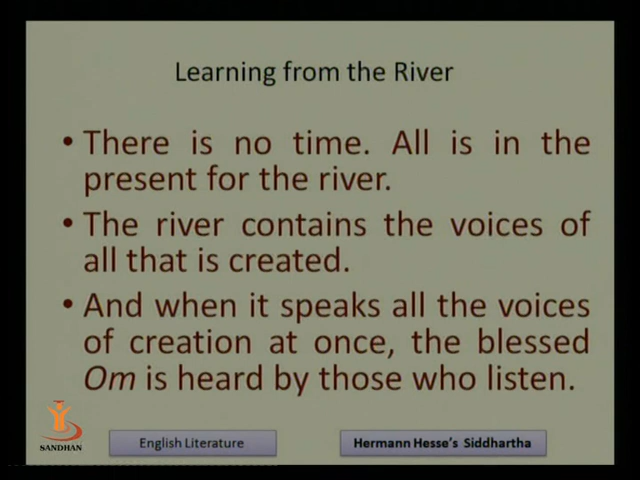 Learning from the River
• There is no time. All is in the
present for the river.
• The river contains the voices of
all that is created.
• And when it speaks all the voices
of creation at once, the blessed
Om is heard by those who listen.
SANDHAN
English Literature
Hermann Hesse's Siddhartha